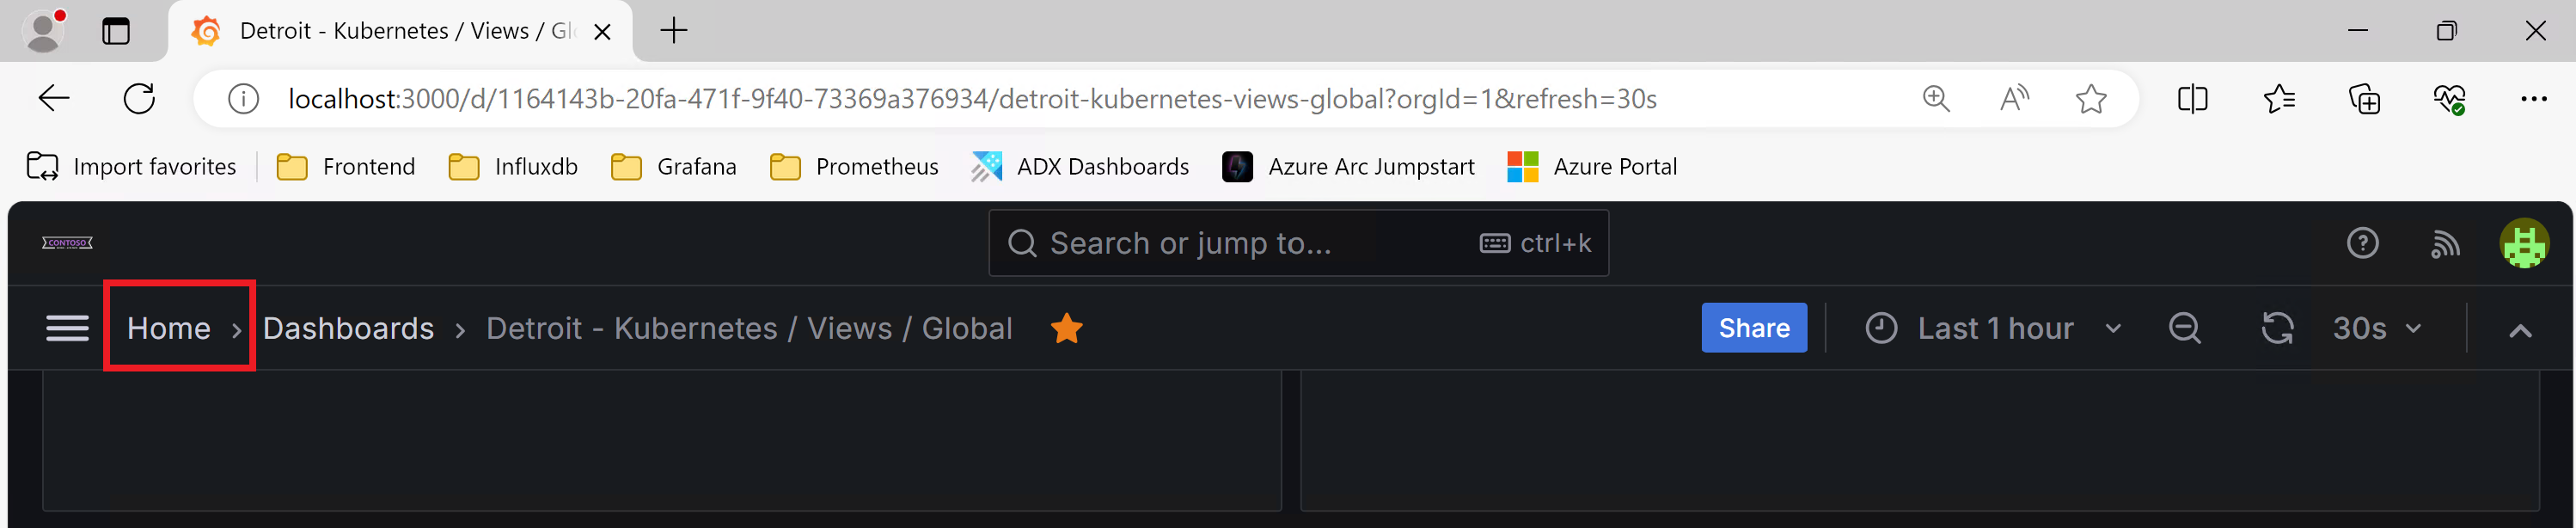 Detroit - Kubernetes / Views / Gl
localhost:3000/d/1164143b-20fa-471f-9f40-73369a376934/detroit-kubernetes-views-global?orgId=1&refresh=30s
Import favorites Frontend Influxdb Grafana Prometheus ADX Dashboards Azure Arc Jumpstart Azure Portal
CONTOSO Search or jump to... ctrl+k
Home › Dashboards › Detroit - Kubernetes / Views / Global Share Last 1 hour 30s